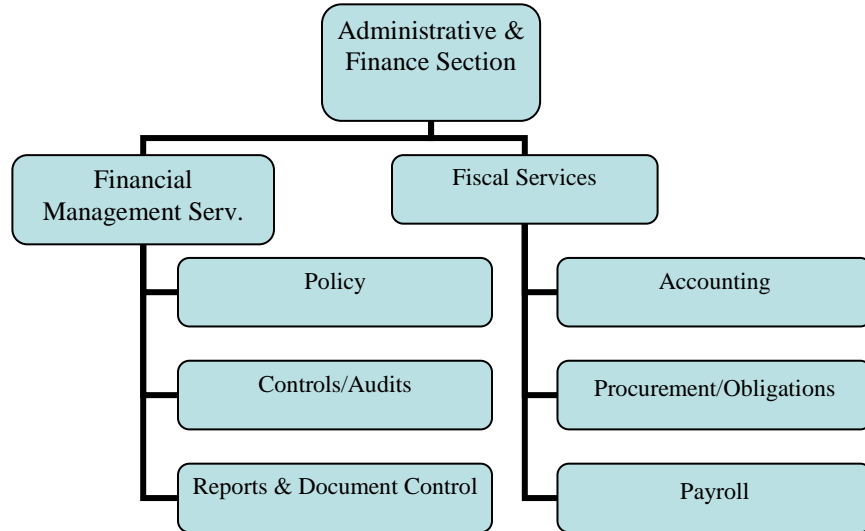 Administrative &
Finance Section
Financial
Management Serv.
Fiscal Services
Policy
Accounting
Controls/Audits
Procurement/Obligations
Reports & Document Control
Payroll